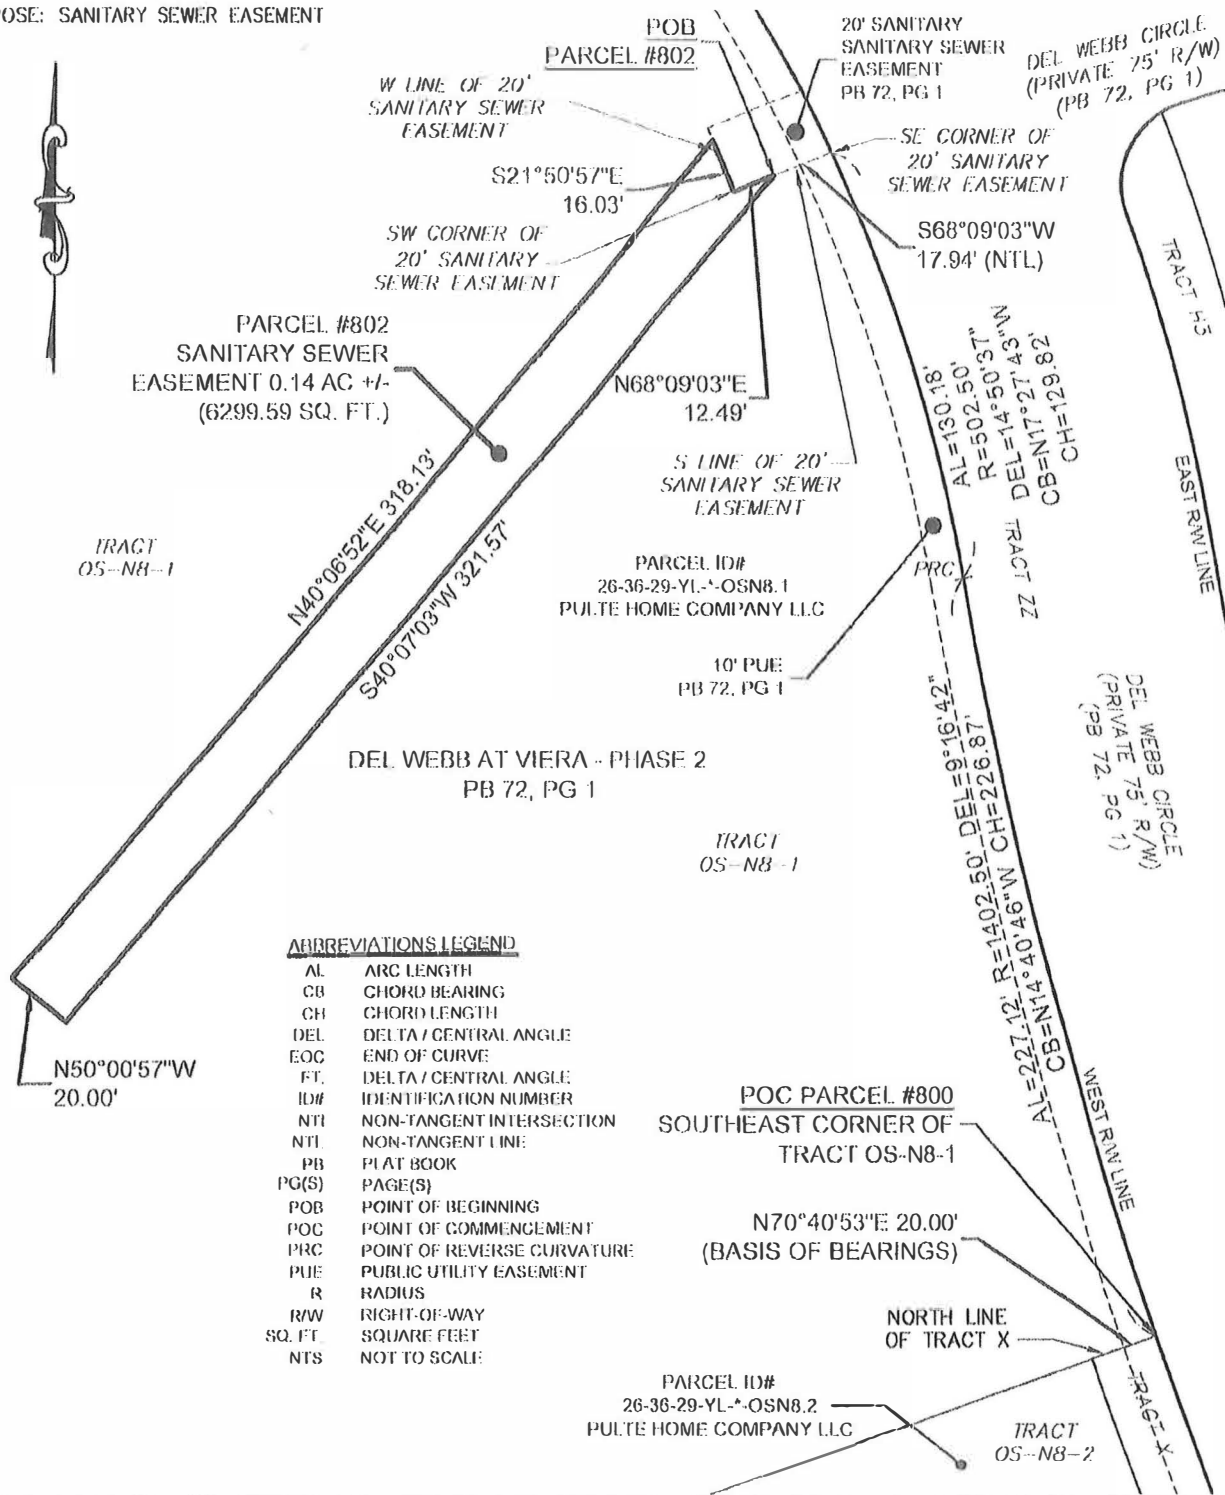 POSE: SANITARY SEWER EASEMENT
POB
PARCEL #802
20' SANITARY
SANITARY SEWER
EASEMENT
PB 72, PG 1
DEL WEBB CIRCLE
(PRIVATE 75' R/W)
(PB 72, PG 1)
W LINE OF 20'
SANITARY SEWER
EASEMENT
SE CORNER OF
20' SANITARY
SEWER EASEMENT
S21°50'57"E
16.03'
SW CORNER OF
20' SANITARY
SEWER EASEMENT
S68°09'03"W
17.94' (NTL)
TRACT H3
PARCEL #802
SANITARY SEWER
EASEMENT 0.14 AC +/-
(6299.59 SQ. FT.)
N68°09'03"E
12.49'
AL=130.18'
R=502.50'
DEL=14°50'37"
CB=N17°27'43"W
CH=129.82'
S LINE OF 20'
SANITARY SEWER
EASEMENT
EAST R/W LINE
N40°06'52"E 318.13'
S40°07'03"W 321.57'
TRACT
OS-N8-1
PARCEL ID#
26-36-29-YL-*-OSN8.1
PULTE HOME COMPANY LLC
PRC
TRACT ZZ
10' PUE
PB 72, PG 1
DEL WEBB CIRCLE
(PRIVATE 75' R/W)
(PB 72, PG 1)
DEL WEBB AT VIERA - PHASE 2
PB 72, PG 1
TRACT
OS-N8-1
AL=227.12' R=1402.50' DEL=9°16'42"
CB=N14°40'46"W CH=226.87'
WEST R/W LINE
N50°00'57"W
20.00'
ABBREVIATIONS LEGEND
AL ARC LENGTH
CB CHORD BEARING
CH CHORD LENGTH
DEL DELTA / CENTRAL ANGLE
EOC END OF CURVE
FT. DELTA / CENTRAL ANGLE
ID# IDENTIFICATION NUMBER
NTI NON-TANGENT INTERSECTION
NTL NON-TANGENT LINE
PB PLAT BOOK
PG(S) PAGE(S)
POB POINT OF BEGINNING
POC POINT OF COMMENCEMENT
PRC POINT OF REVERSE CURVATURE
PUE PUBLIC UTILITY EASEMENT
R RADIUS
R/W RIGHT-OF-WAY
SQ. FT. SQUARE FEET
NTS NOT TO SCALE
POC PARCEL #800
SOUTHEAST CORNER OF
TRACT OS-N8-1
N70°40'53"E 20.00'
(BASIS OF BEARINGS)
NORTH LINE
OF TRACT X
PARCEL ID#
26-36-29-YL-*-OSN8.2
PULTE HOME COMPANY LLC
TRACT
OS-N8-2
TRACT X